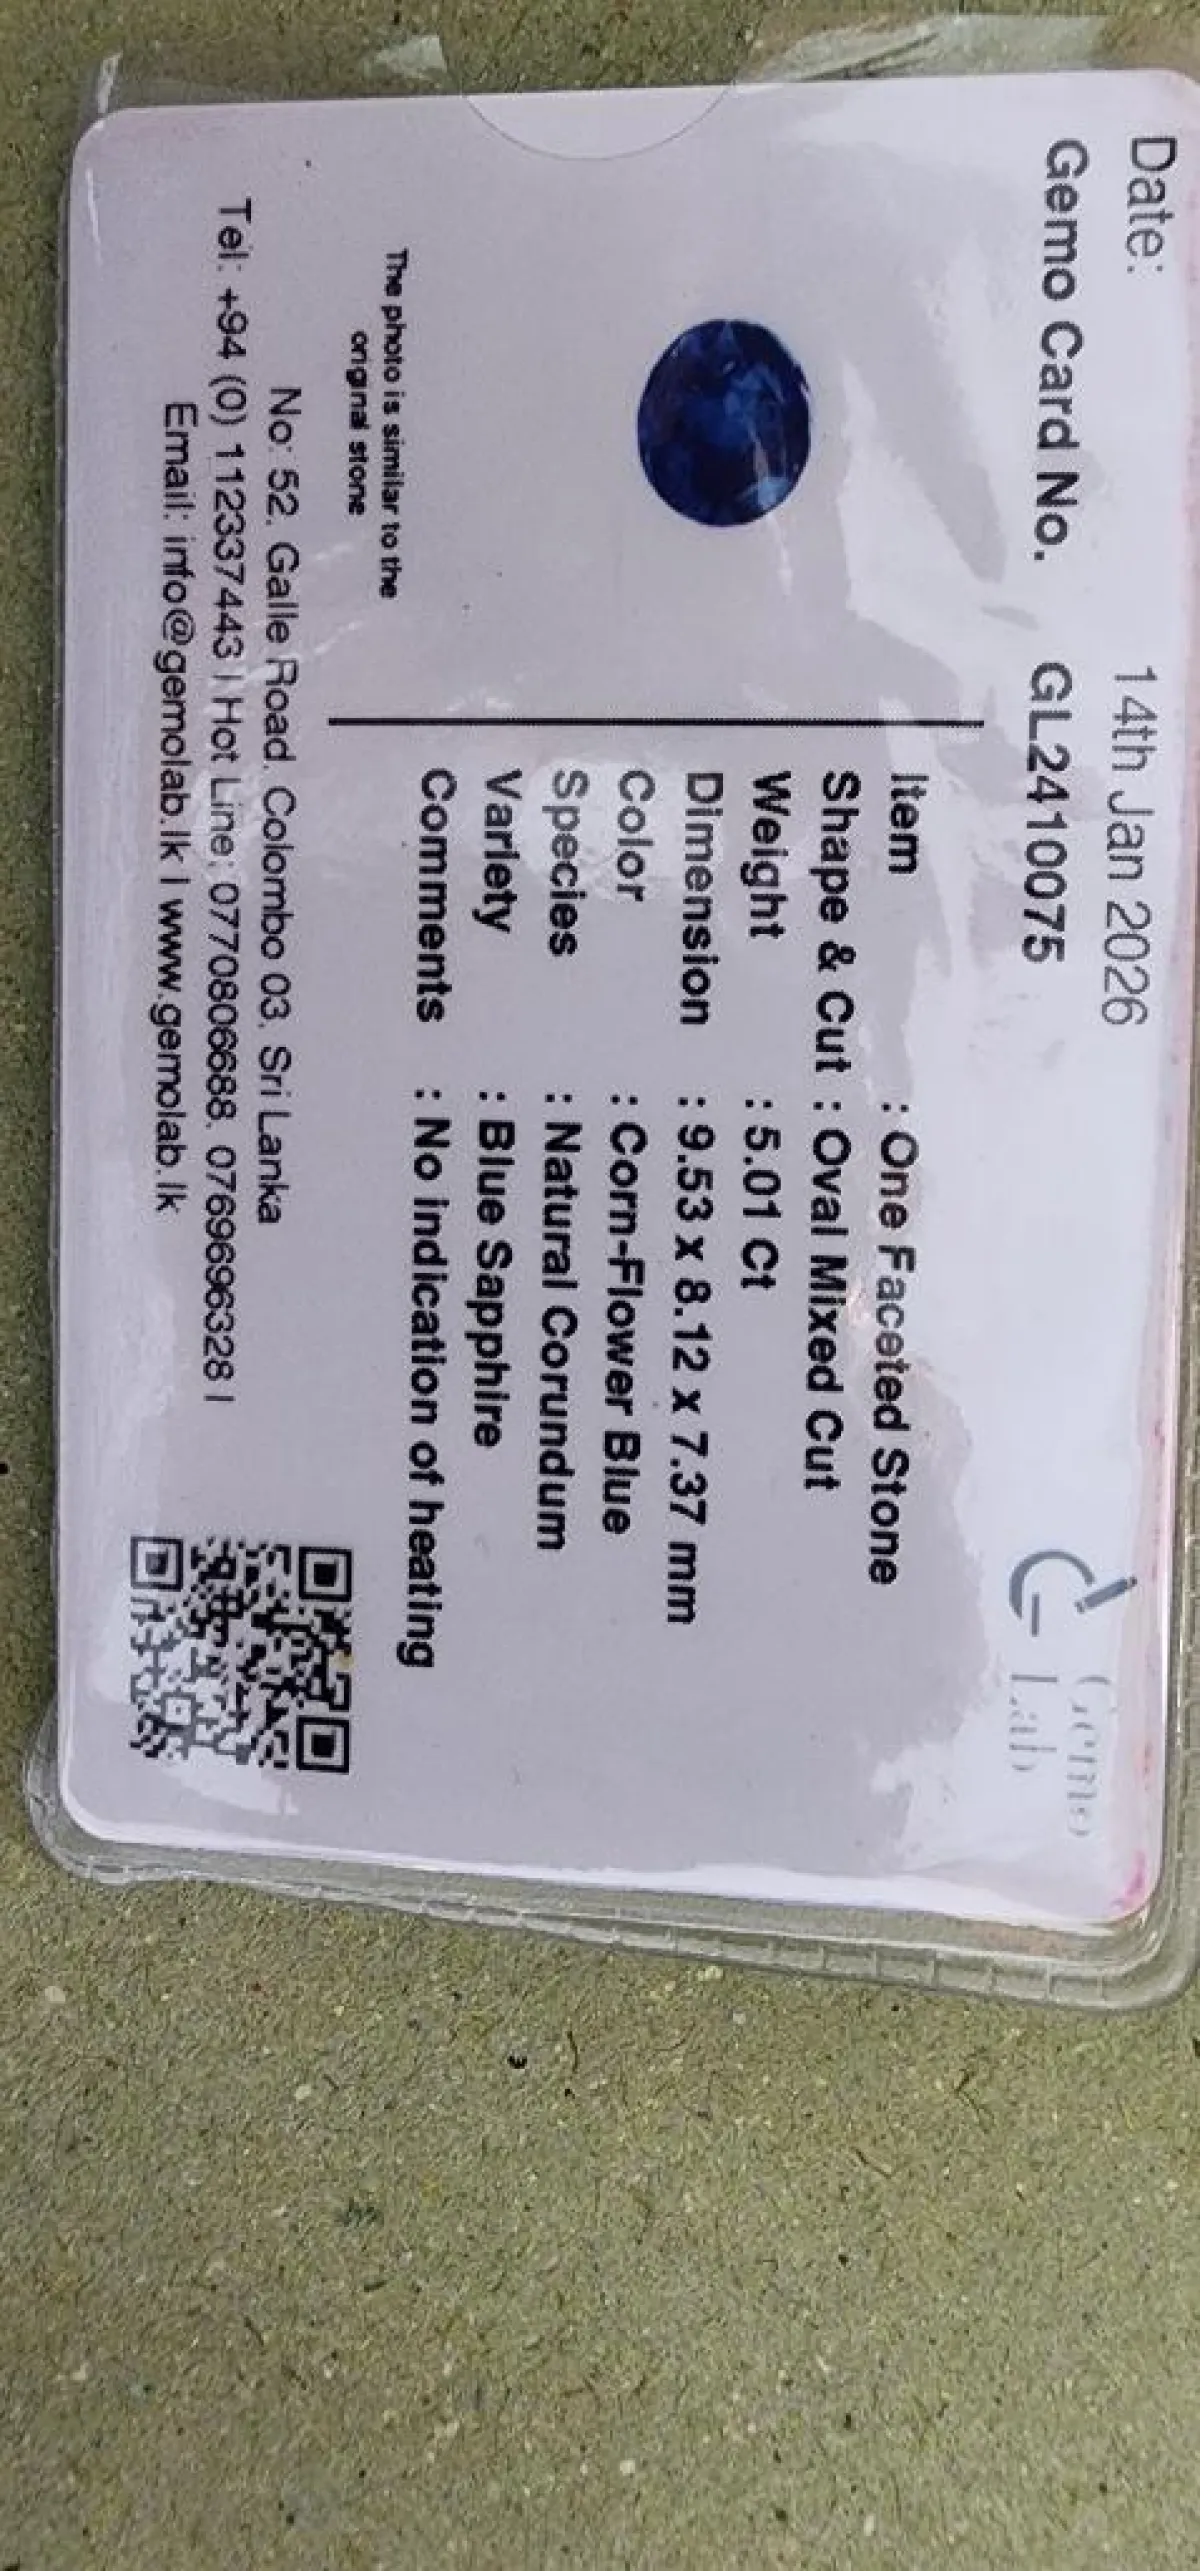 Date: 14th Jan 2026
Gemo Card No. GL2410075
Gemo
Lab
Item : One Faceted Stone
Shape & Cut : Oval Mixed Cut
Weight : 5.01 Ct
Dimension : 9.53 x 8.12 x 7.37 mm
Color : Corn-Flower Blue
Species : Natural Corundum
Variety : Blue Sapphire
Comments : No indication of heating
The photo is similar to the
original stone
No: 52, Galle Road, Colombo 03, Sri Lanka
Tel: +94 (0) 112337443 | Hot Line: 0770806688, 0769696328 |
Email: info@gemolab.lk | www.gemolab.lk